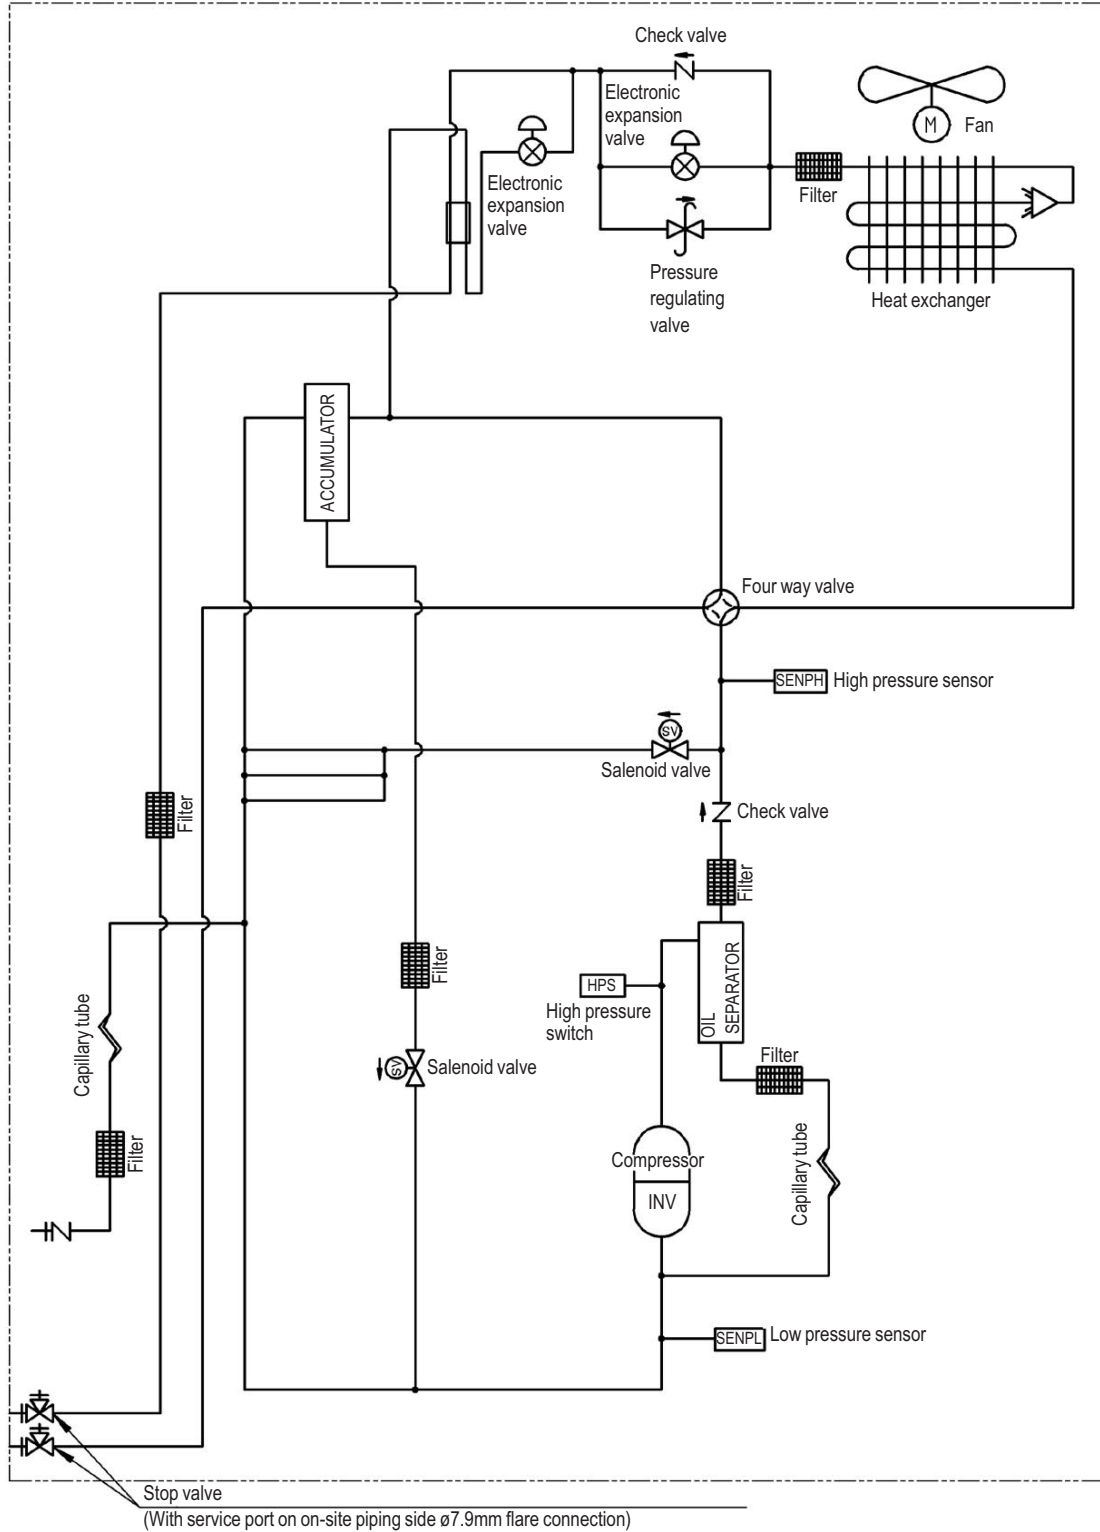 Check valve
Electronic
expansion
valve
M
Fan
Electronic
expansion
valve
Filter
Pressure
regulating
valve
Heat exchanger
ACCUMULATOR
Four way valve
SENPH
High pressure sensor
SV
Salenoid valve
Check valve
Filter
Filter
OIL
SEPARATOR
Filter
HPS
High pressure
switch
Capillary tube
SV
Salenoid valve
Filter
Filter
Compressor
INV
Capillary tube
SENPL
Low pressure sensor
Stop valve
(With service port on on-site piping side ø7.9mm flare connection)